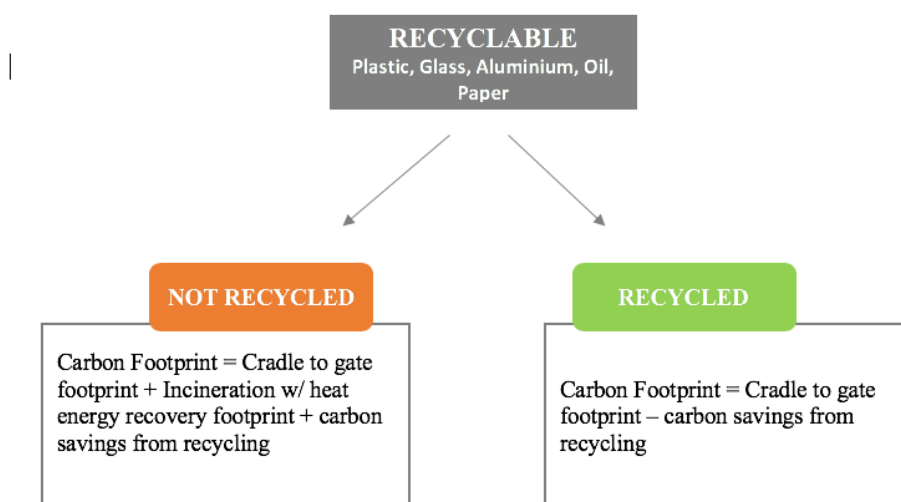 RECYCLABLE
Plastic, Glass, Aluminium, Oil,
Paper
NOT RECYCLED
Carbon Footprint = Cradle to gate
footprint + Incineration w/ heat
energy recovery footprint + carbon
savings from recycling
RECYCLED
Carbon Footprint = Cradle to gate
footprint – carbon savings from
recycling